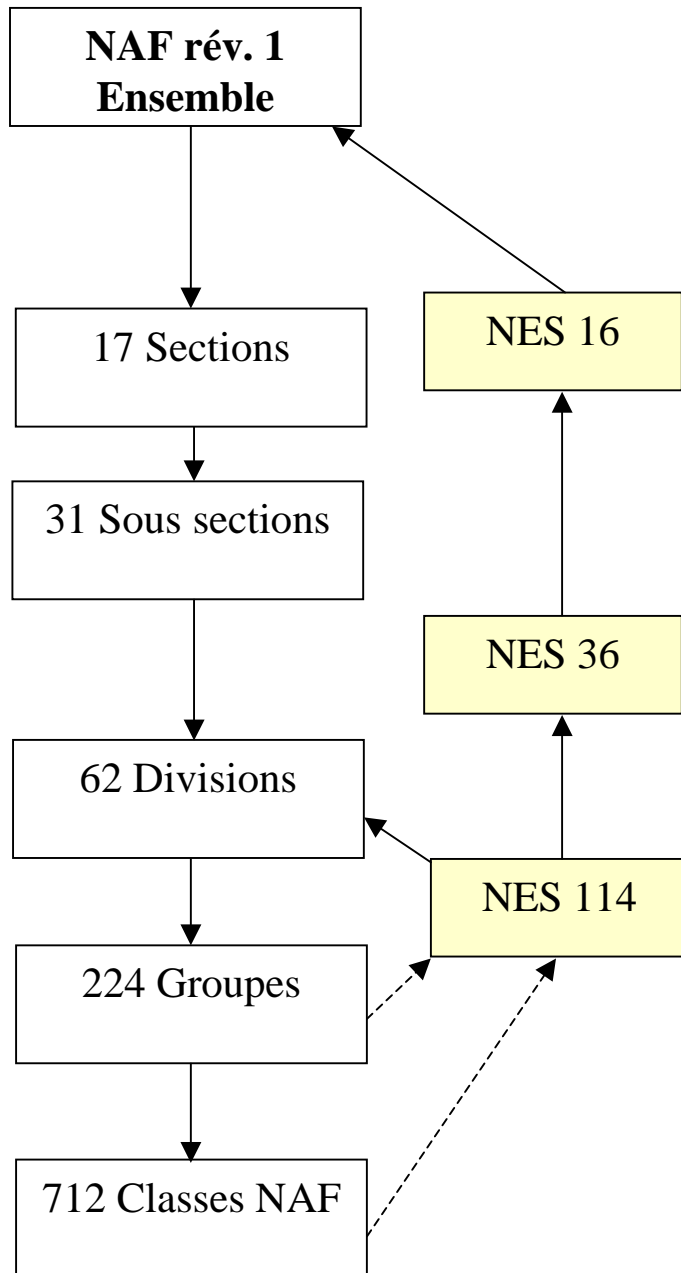 NAF rév. 1
Ensemble
17 Sections
NES 16
31 Sous sections
NES 36
62 Divisions
NES 114
224 Groupes
712 Classes NAF